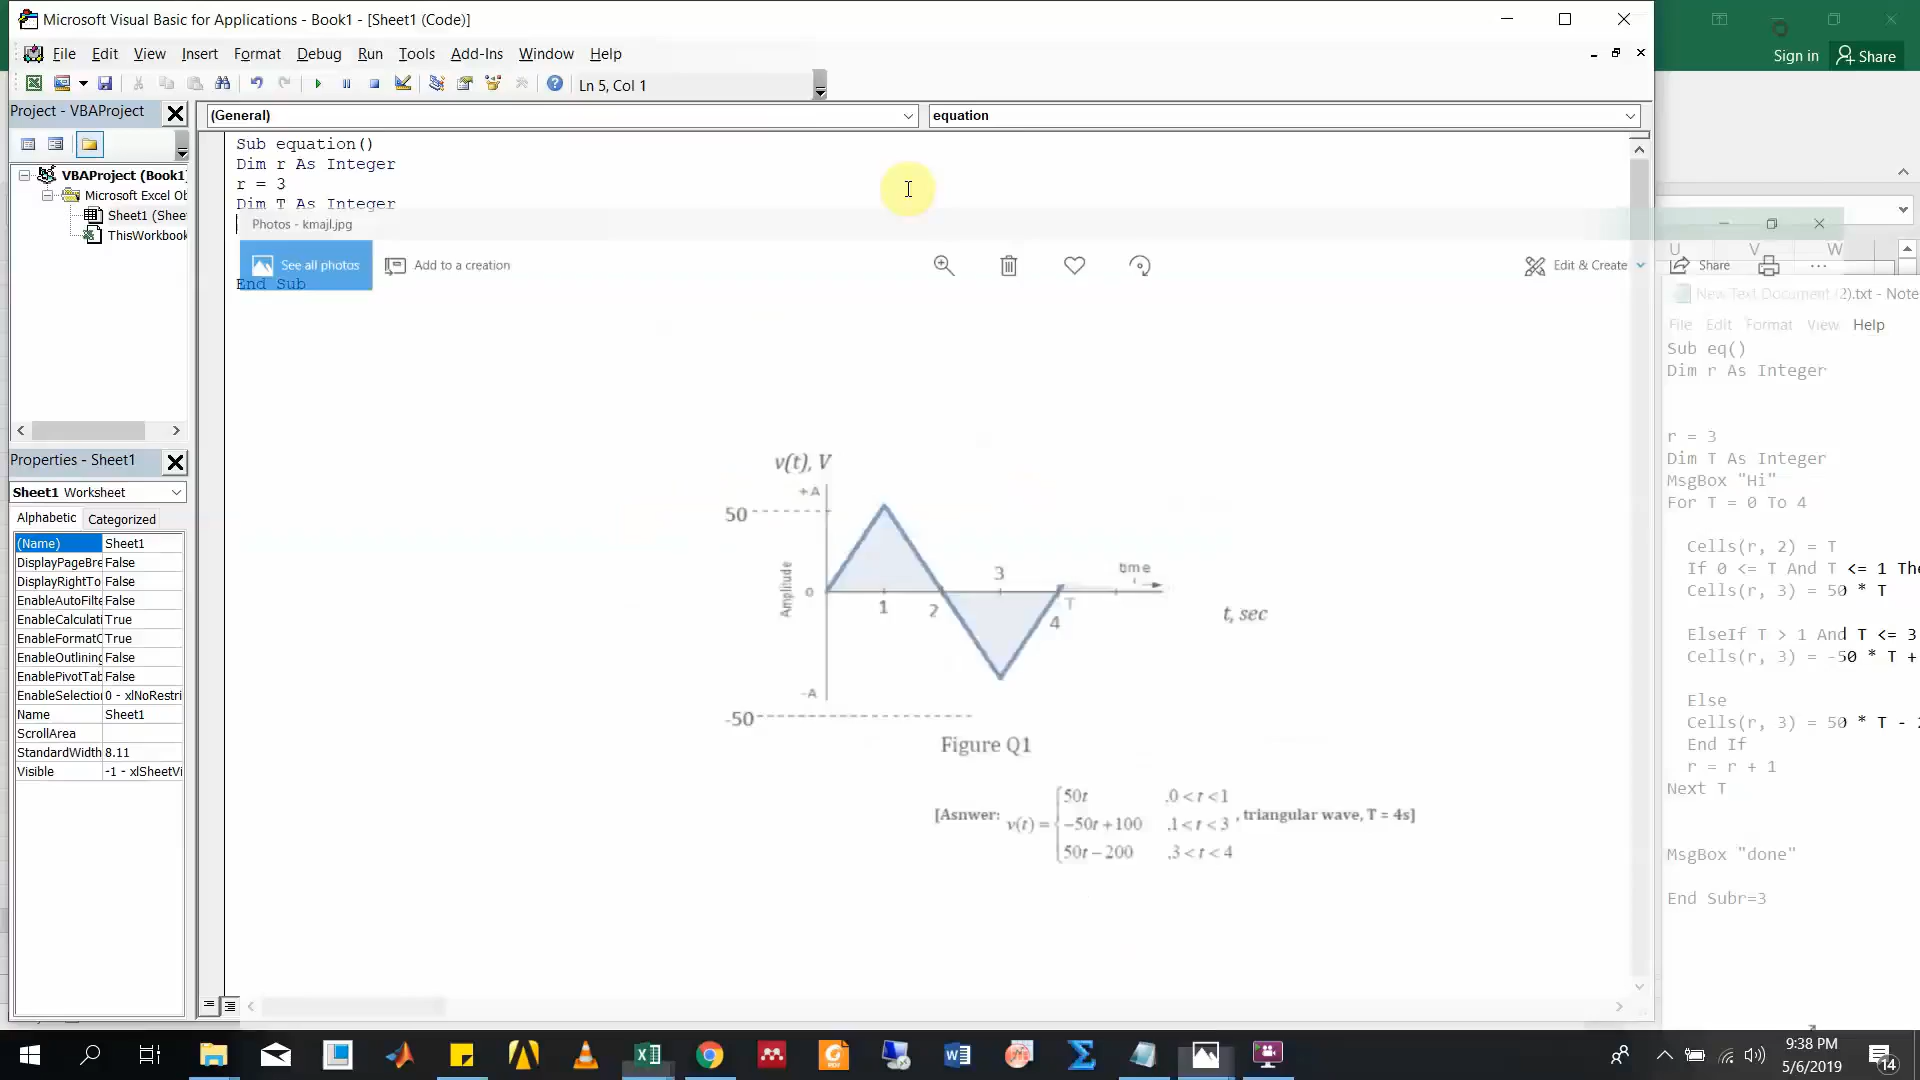 Microsoft Visual Basic for Applications - Book1 - [Sheet1 (Code)]
Sign in
Share
File Edit View Insert Format Debug Run Tools Add-Ins Window Help
Ln 5, Col 1
Project - VBAProject
(General)
equation
VBAProject (Book1)
Microsoft Excel Ob
Sheet1 (Shee
ThisWorkbook
Sub equation()
Dim r As Integer
r = 3
Dim T As Integer
Photos - kmajl.jpg
See all photos
Add to a creation
Edit & Create
Share
End Sub
U V W
v(t), V
+A
50
Amplitude
0
1
2
3
4
T
time
t, sec
-A
-50
Figure Q1
[Asnwer: v(t) = 50t ,0 < t < 1
−50t + 100 ,1 < t < 3 , triangular wave, T = 4s]
50t − 200 ,3 < t < 4
New Text Document (2).txt - Note
File Edit Format View Help
Sub eq()
Dim r As Integer
r = 3
Dim T As Integer
MsgBox "Hi"
For T = 0 To 4
Cells(r, 2) = T
If 0 <= T And T <= 1 The
Cells(r, 3) = 50 * T
ElseIf T > 1 And T <= 3
Cells(r, 3) = -50 * T +
Else
Cells(r, 3) = 50 * T - 2
End If
r = r + 1
Next T
MsgBox "done"
End Subr=3
Properties - Sheet1
Sheet1 Worksheet
Alphabetic Categorized
(Name) Sheet1
DisplayPageBre False
DisplayRightTo False
EnableAutoFilte False
EnableCalculati True
EnableFormatC True
EnableOutlining False
EnablePivotTab False
EnableSelection 0 - xlNoRestri
Name Sheet1
ScrollArea
StandardWidth 8.11
Visible -1 - xlSheetVi
9:38 PM
5/6/2019
14